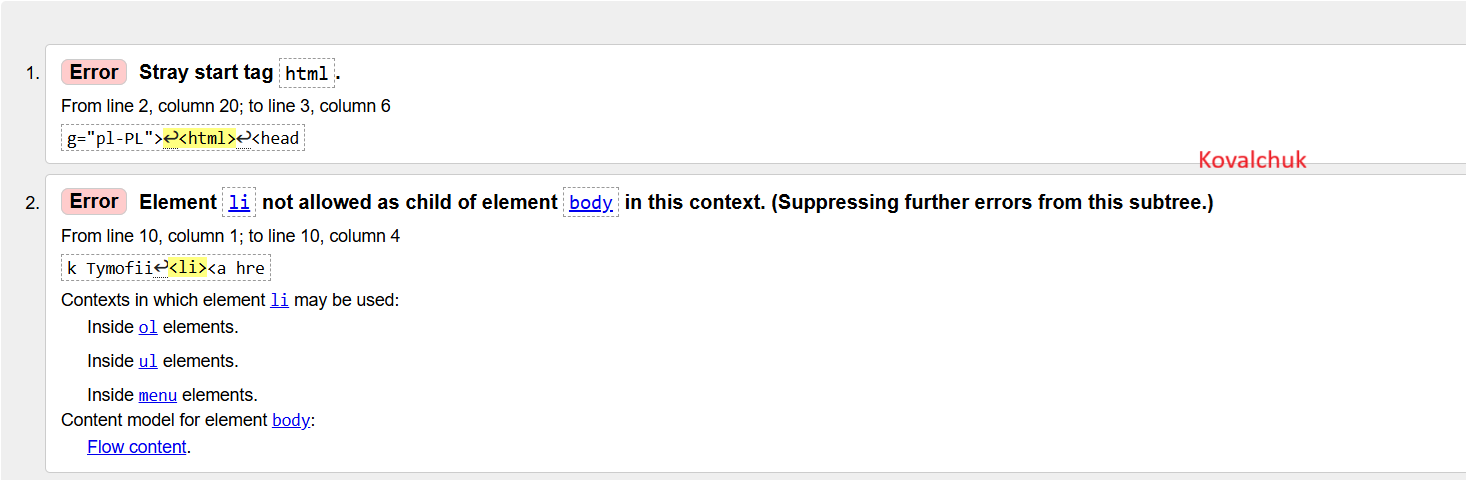 1. Error Stray start tag html.
From line 2, column 20; to line 3, column 6
g="pl-PL">↩<html>↩<head
Kovalchuk
2. Error Element li not allowed as child of element body in this context. (Suppressing further errors from this subtree.)
From line 10, column 1; to line 10, column 4
k Tymofii↩<li><a hre
Contexts in which element li may be used:
Inside ol elements.
Inside ul elements.
Inside menu elements.
Content model for element body:
Flow content.